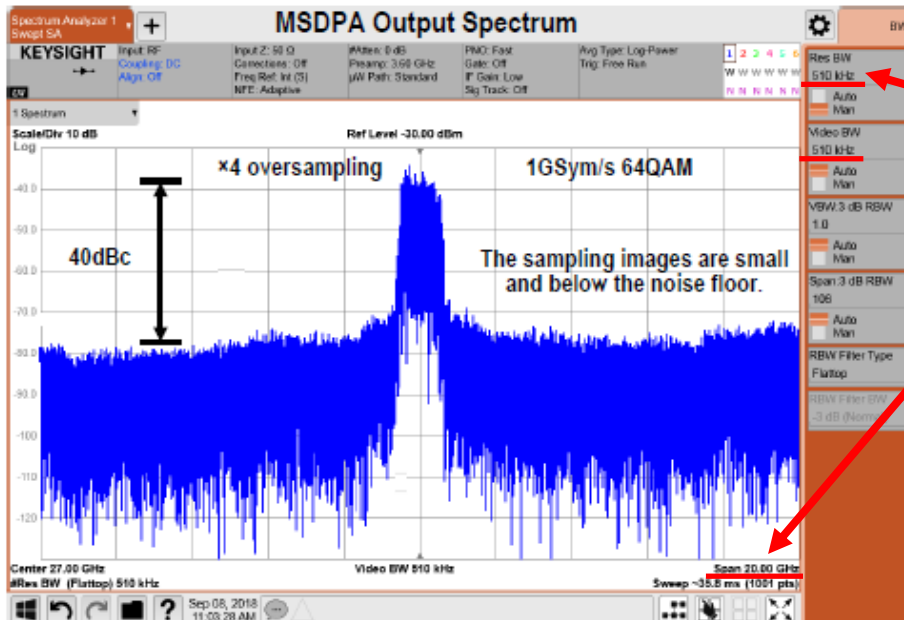 Spectrum Analyzer 1
Swept SA
+
MSDPA Output Spectrum
BW
KEYSIGHT
Input: RF
Coupling: DC
Align: Off
Input Z: 50 Ω
Corrections: Off
Freq Ref: Int (S)
NFE: Adaptive
#Atten: 0 dB
Preamp: 3.60 GHz
µW Path: Standard
PNO: Fast
Gate: Off
IF Gain: Low
Sig Track: Off
Avg Type: Log-Power
Trig: Free Run
1 2 3 4 5 6
W W W W W W
N N N N N N
1 Spectrum
Scale/Div 10 dB
Ref Level -30.00 dBm
Log
×4 oversampling
1GSym/s 64QAM
40dBc
The sampling images are small
and below the noise floor.
-40.0
-60.0
-70.0
-80.0
-90.0
-100
-110
-120
Center 27.00 GHz
Video BW 510 kHz
Span 20.00 GHz
#Res BW (Flattop) 510 kHz
Sweep ~35.8 ms (1001 pts)
Sep 08, 2018
11:03:28 AM
?
Res BW
510 kHz
Auto
Man
Video BW
510 kHz
Auto
Man
VBW:3 dB RBW
1.0
Auto
Man
Span:3 dB RBW
106
Auto
Man
RBW Filter Type
Flattop
RBW Filter BW